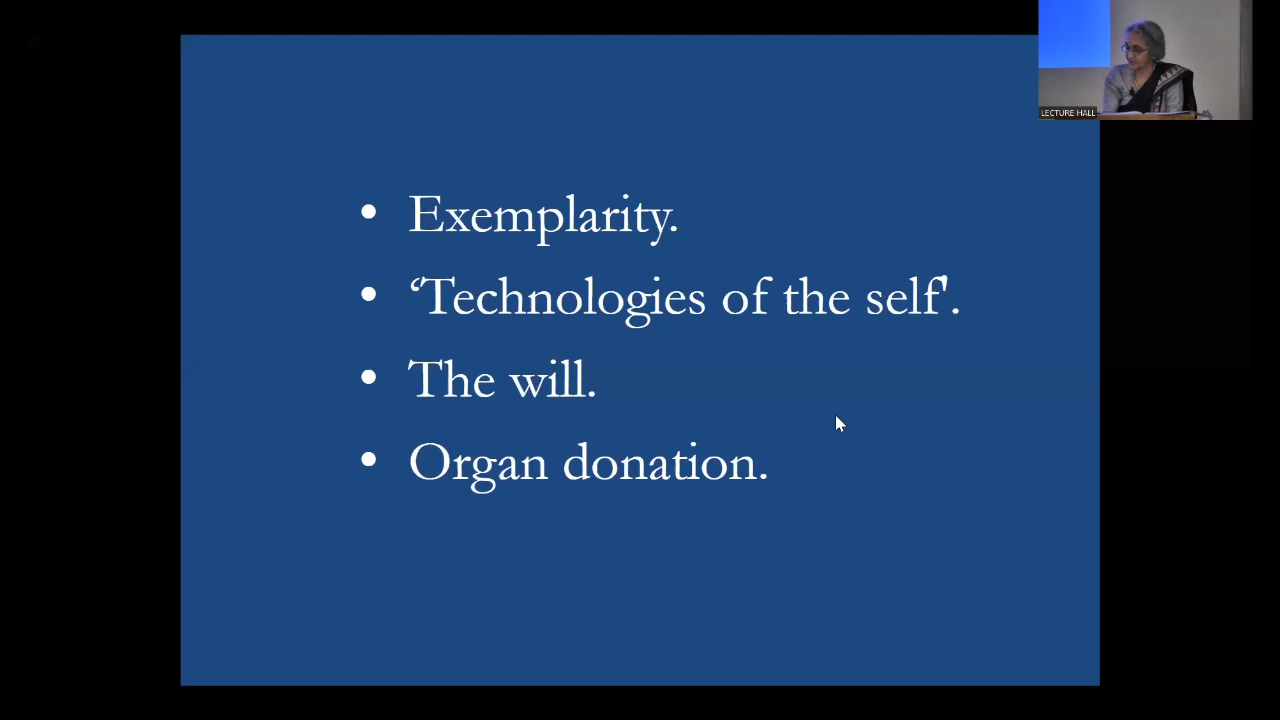 LECTURE HALL
• Exemplarity.
• ‘Technologies of the self'.
• The will.
• Organ donation.